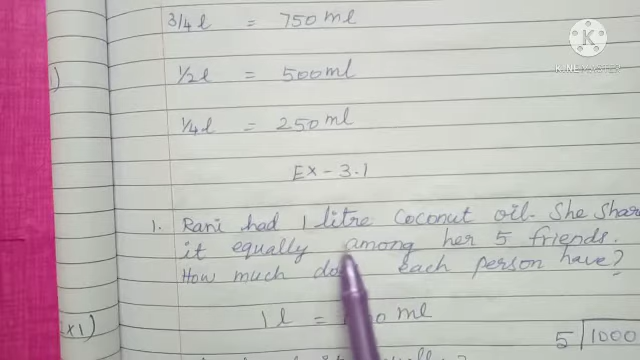 3/4 l = 750 ml
1/2 l = 500 ml
1/4 l = 250 ml
KINEMASTER
Ex - 3.1
1. Rani had 1 litre Coconut oil. She Shar
it equally among her 5 friends.
How much each person have?
1 l = ml
5 1000